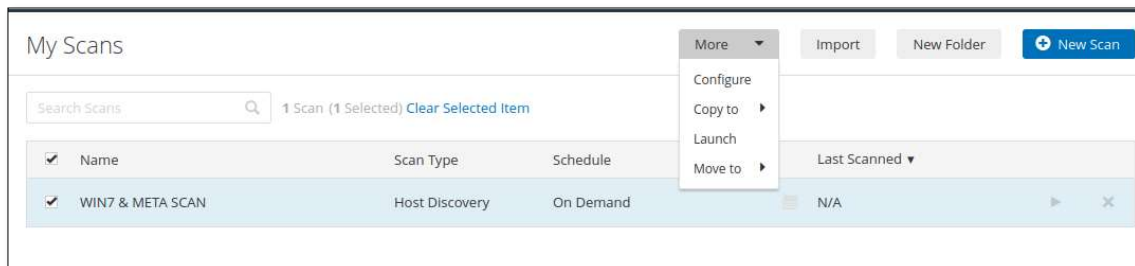 My Scans
More
Import
New Folder
New Scan
Configure
Copy to
Launch
Move to
Search Scans
1 Scan (1 Selected) Clear Selected Item
Name Scan Type Schedule Last Scanned
WIN7 & META SCAN Host Discovery On Demand N/A